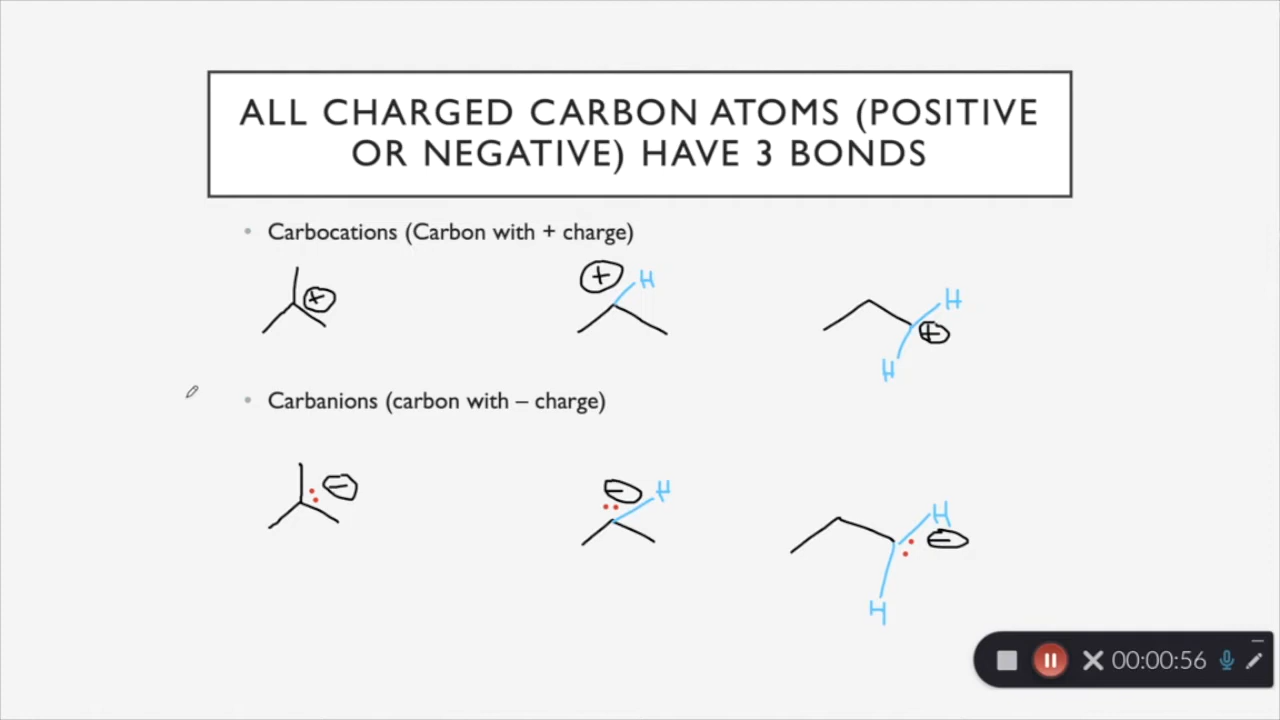 ALL CHARGED CARBON ATOMS (POSITIVE
OR NEGATIVE) HAVE 3 BONDS
• Carbocations (Carbon with + charge)
+
+ H
H
+
H
• Carbanions (carbon with – charge)
−
− H
H
−
H
00:00:56